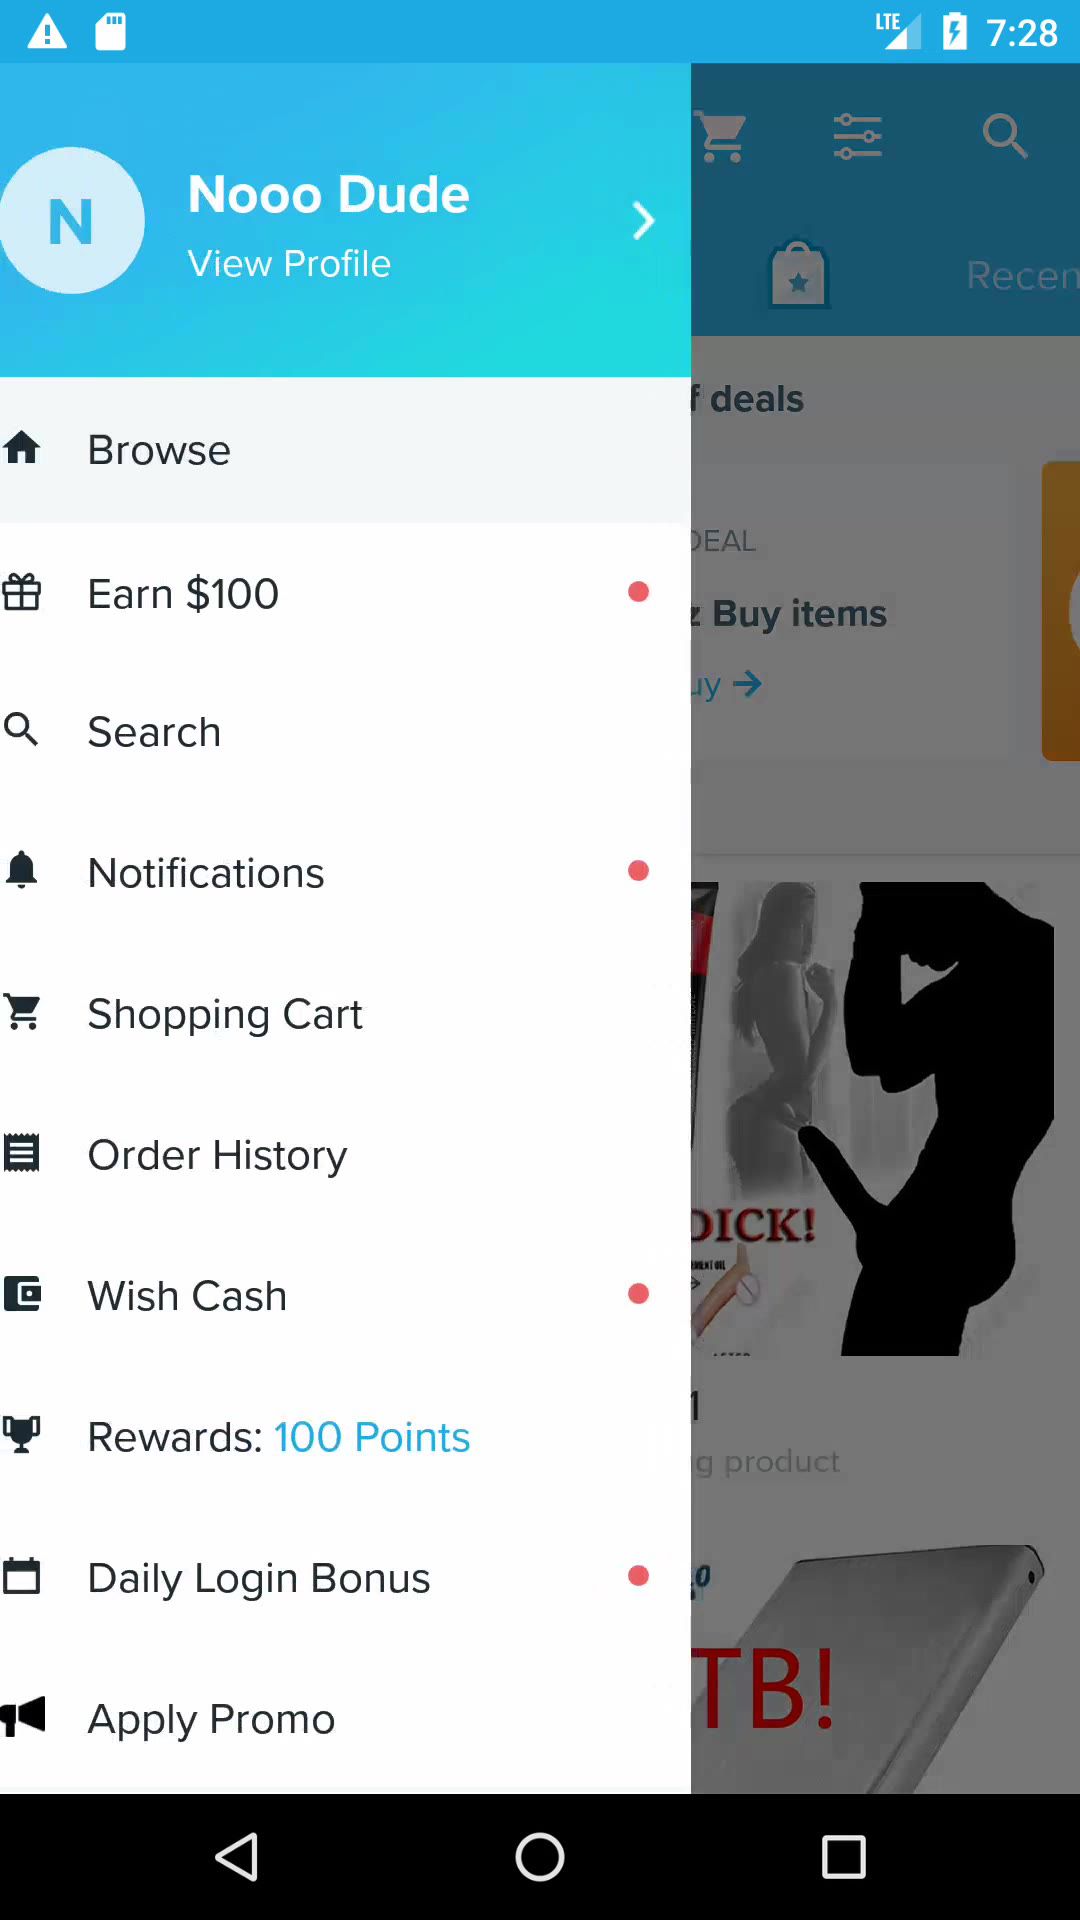 LTE 7:28
N
Nooo Dude
View Profile
Recen
f deals
Browse
DEAL
Earn $100
z Buy items
uy
Search
Notifications
Shopping Cart
Order History
DICK!
Wish Cash
1
Rewards: 100 Points
g product
Daily Login Bonus
TB!
Apply Promo